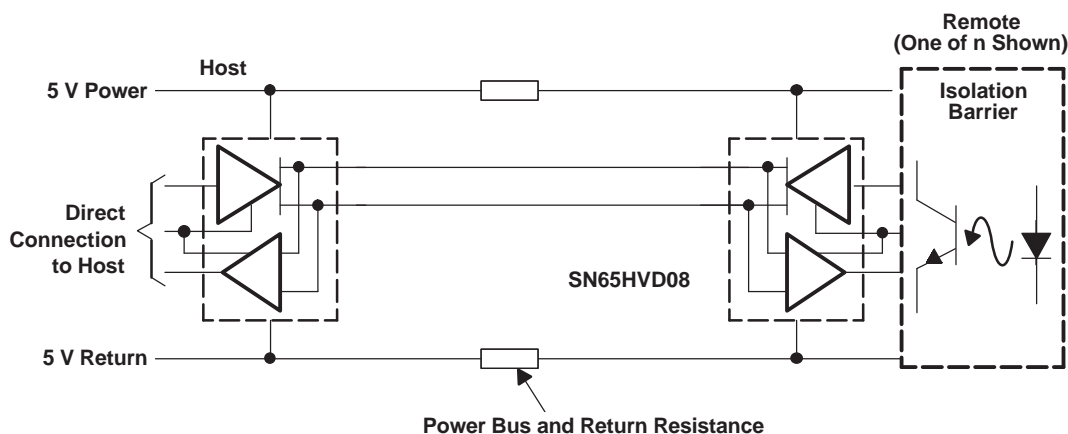 Remote
(One of n Shown)
Host
5 V Power
Isolation
Barrier
Direct
Connection
to Host
SN65HVD08
5 V Return
Power Bus and Return Resistance